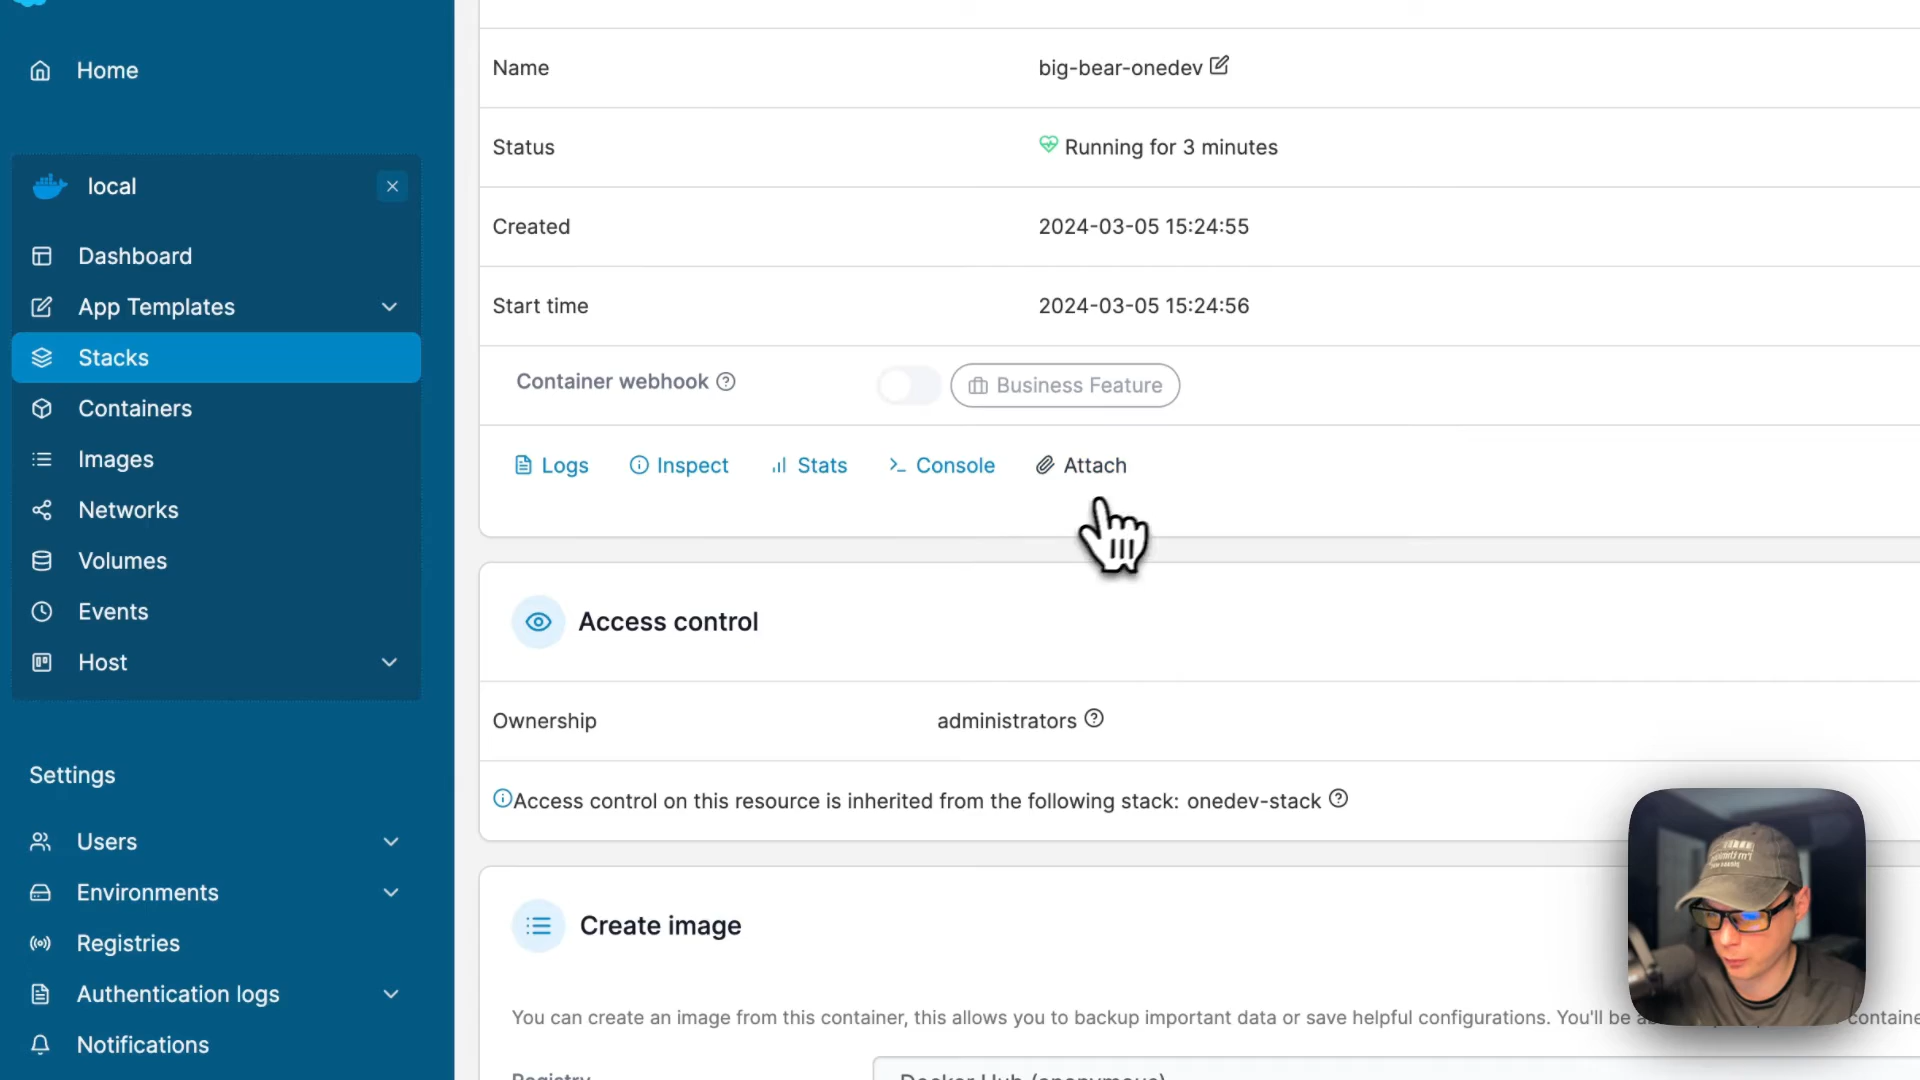 Home
local
Dashboard
App Templates
Stacks
Containers
Images
Networks
Volumes
Events
Host
Settings
Users
Environments
Registries
Authentication logs
Notifications
Name big-bear-onedev
Status Running for 3 minutes
Created 2024-03-05 15:24:55
Start time 2024-03-05 15:24:56
Container webhook Business Feature
Logs Inspect Stats Console Attach
Access control
Ownership administrators
Access control on this resource is inherited from the following stack: onedev-stack
Create image
You can create an image from this container, this allows you to backup important data or save helpful configurations. You'll be
Registry Docker Hub (anonymous)